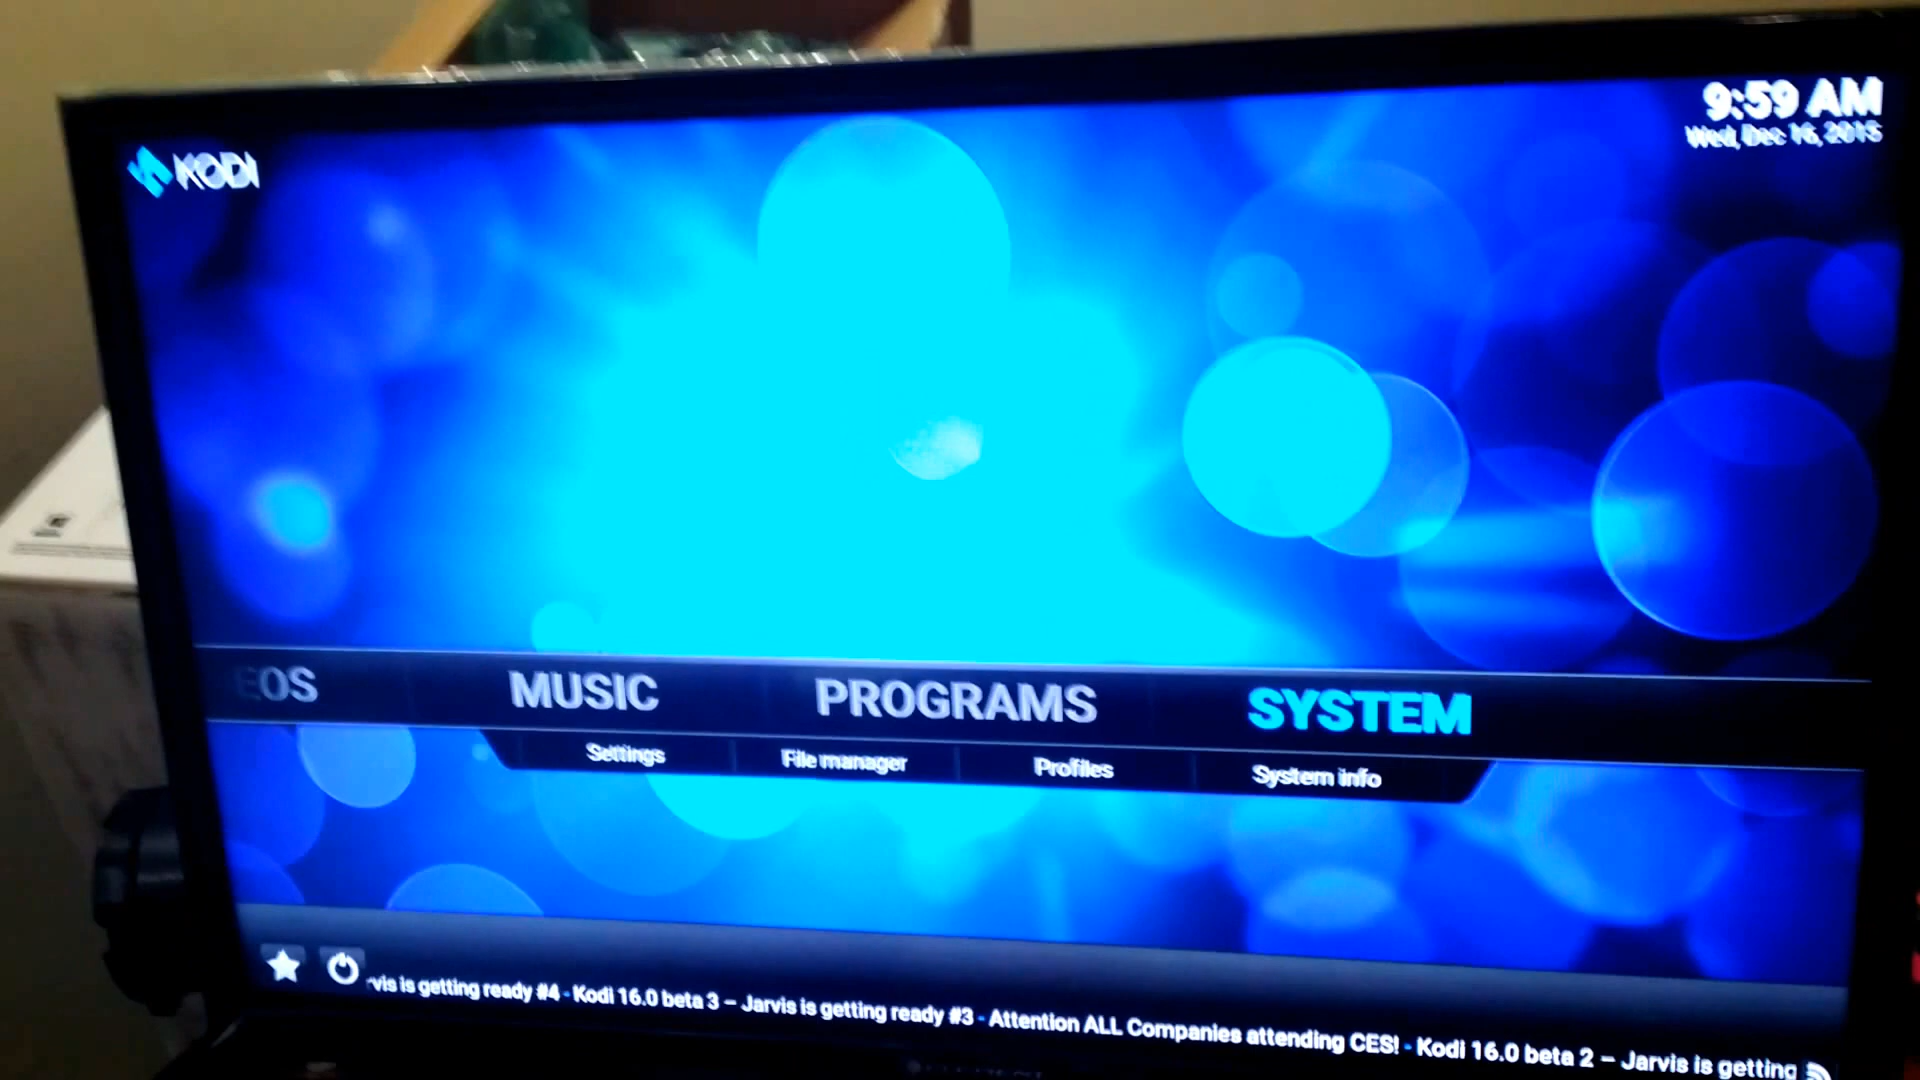 KODI
9:59 AM
Wed, Dec 16, 2015
EOS MUSIC PROGRAMS SYSTEM
Settings File manager Profiles System info
rvis is getting ready #4 - Kodi 16.0 beta 3 – Jarvis is getting ready #3 - Attention ALL Companies attending CES! - Kodi 16.0 beta 2 – Jarvis is getting